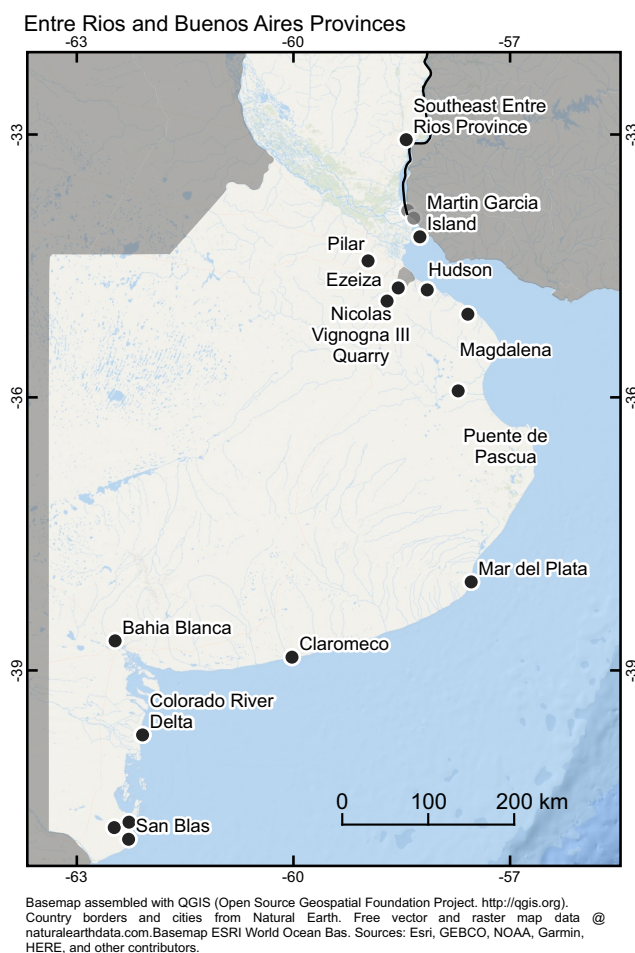 Entre Rios and Buenos Aires Provinces
-63 -60 -57
-33 -33
Southeast Entre
Rios Province
Martin Garcia
Island
Pilar
Hudson
Ezeiza
Nicolas
Vignogna III
Quarry
Magdalena
-36 -36
Puente de
Pascua
Mar del Plata
Bahia Blanca
Claromeco
-39 -39
Colorado River
Delta
0 100 200 km
San Blas
-63 -60 -57
Basemap assembled with QGIS (Open Source Geospatial Foundation Project. http://qgis.org).
Country borders and cities from Natural Earth. Free vector and raster map data @
naturalearthdata.com.Basemap ESRI World Ocean Bas. Sources: Esri, GEBCO, NOAA, Garmin,
HERE, and other contributors.